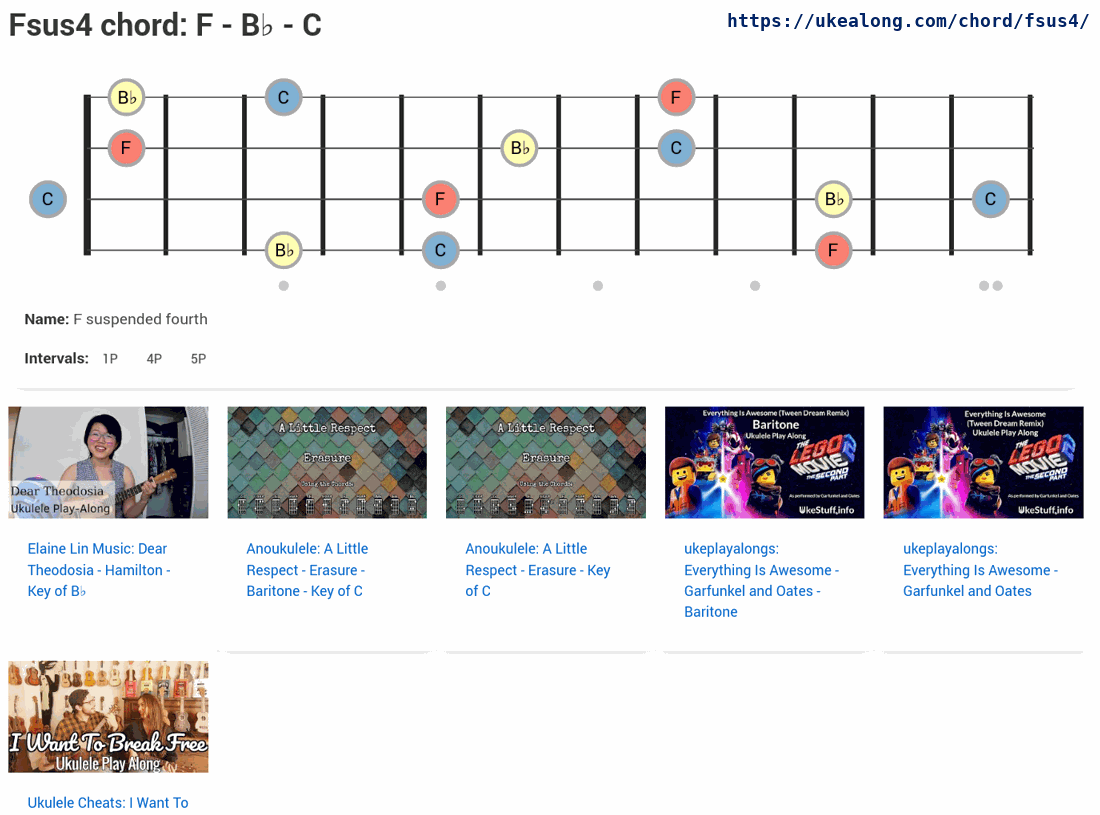 Fsus4 chord: F - B♭ - C
https://ukealong.com/chord/fsus4/
B♭
C
F
F
B♭
C
C
F
B♭
C
B♭
C
F
Name: F suspended fourth
Intervals: 1P 4P 5P
Dear Theodosia
Ukulele Play-Along
A Little Respect
Erasure
Using the Chords:
A Little Respect
Erasure
Using the Chords:
Everything Is Awesome (Tween Dream Remix)
Baritone
Ukulele Play Along
THE
LEGO
MOVIE
THE SECOND
PART
As performed by Garfunkel and Oates
UkeStuff.info
Everything Is Awesome
(Tween Dream Remix)
Ukulele Play Along
THE
LEGO
MOVIE
THE SECOND
PART
As performed by Garfunkel and Oates
UkeStuff.info
Elaine Lin Music: Dear
Theodosia - Hamilton -
Key of B♭
Anoukulele: A Little
Respect - Erasure -
Baritone - Key of C
Anoukulele: A Little
Respect - Erasure - Key
of C
ukeplayalongs:
Everything Is Awesome -
Garfunkel and Oates -
Baritone
ukeplayalongs:
Everything Is Awesome -
Garfunkel and Oates
I Want To Break Free
Ukulele Play Along
Ukulele Cheats: I Want To